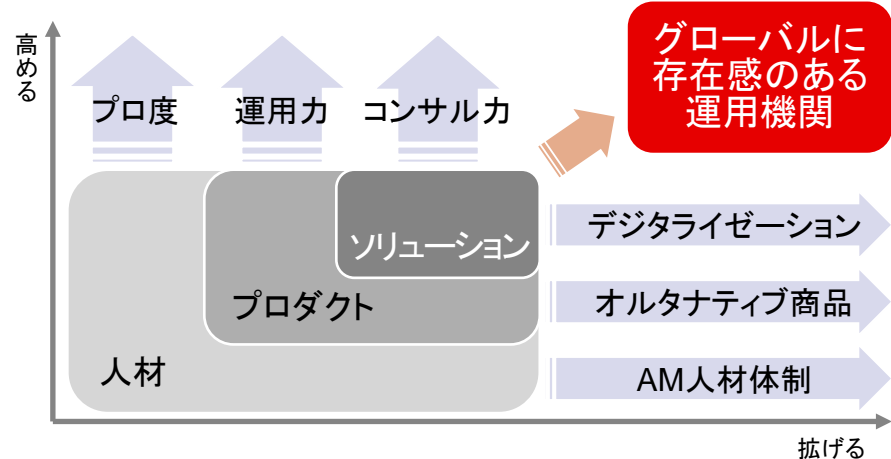 高める
プロ度
運用力
コンサル力
グローバルに
存在感のある
運用機関
ソリューション
プロダクト
人材
デジタライゼーション
オルタナティブ商品
AM人材体制
拡げる